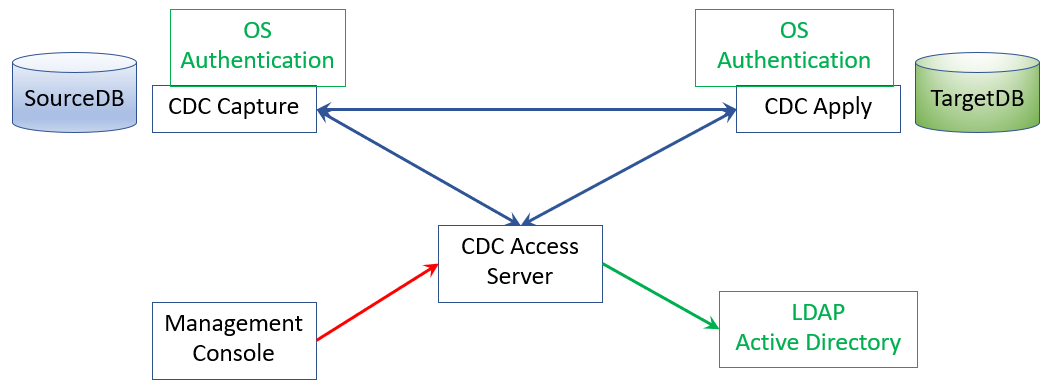 OS
Authentication
OS
Authentication
SourceDB
CDC Capture
CDC Apply
TargetDB
CDC Access
Server
Management
Console
LDAP
Active Directory